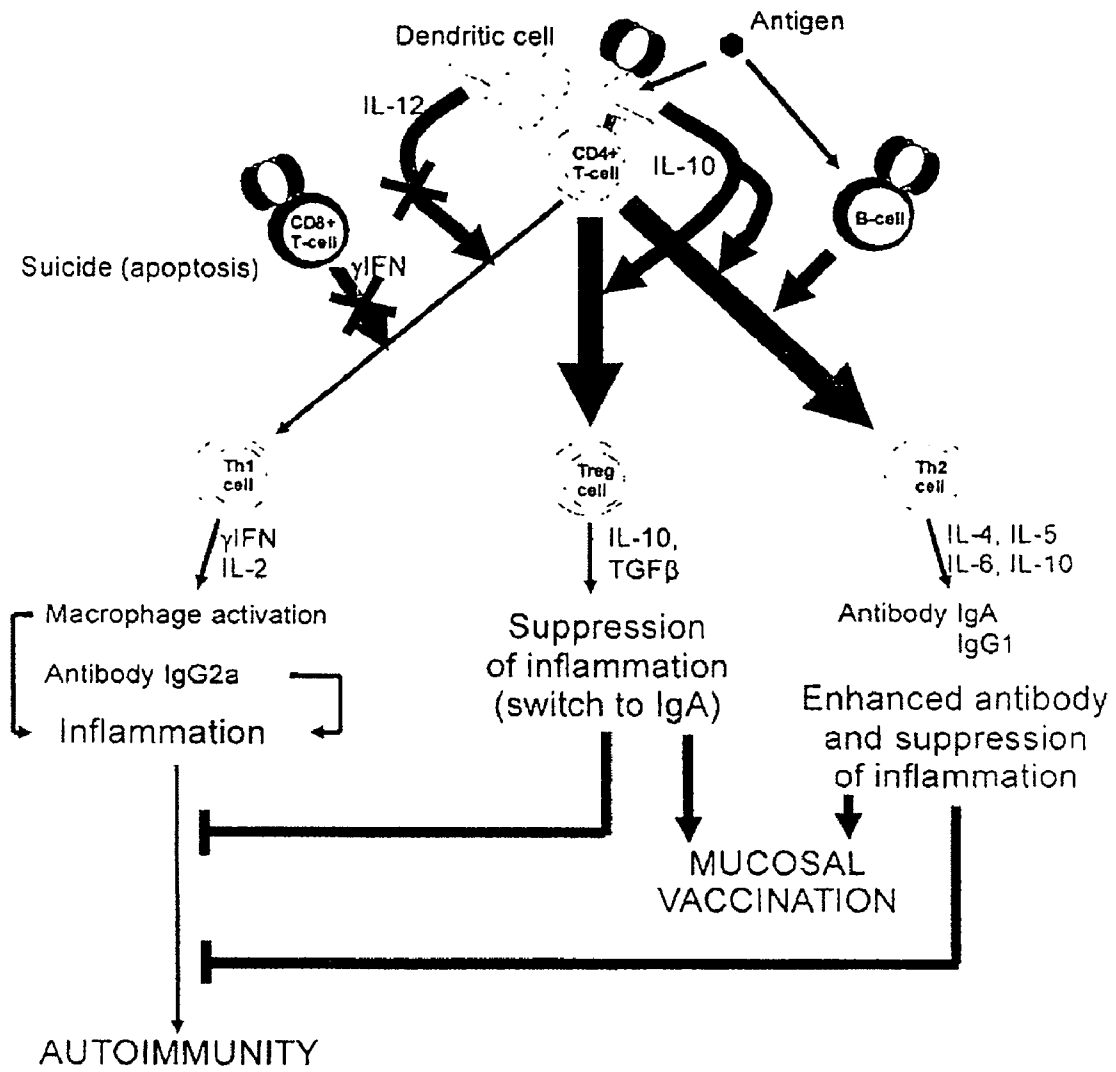 Antigen
Dendritic cell
IL-12
CD4+
T-cell
IL-10
CD8+
T-cell
B-cell
Suicide (apoptosis)
γIFN
Th1
cell
Treg
cell
Th2
cell
γIFN
IL-2
IL-10,
TGFβ
IL-4, IL-5
IL-6, IL-10
Macrophage activation
Antibody IgG2a
Inflammation
Suppression
of inflammation
(switch to IgA)
Antibody IgA
IgG1
Enhanced antibody
and suppression
of inflammation
MUCOSAL
VACCINATION
AUTOIMMUNITY